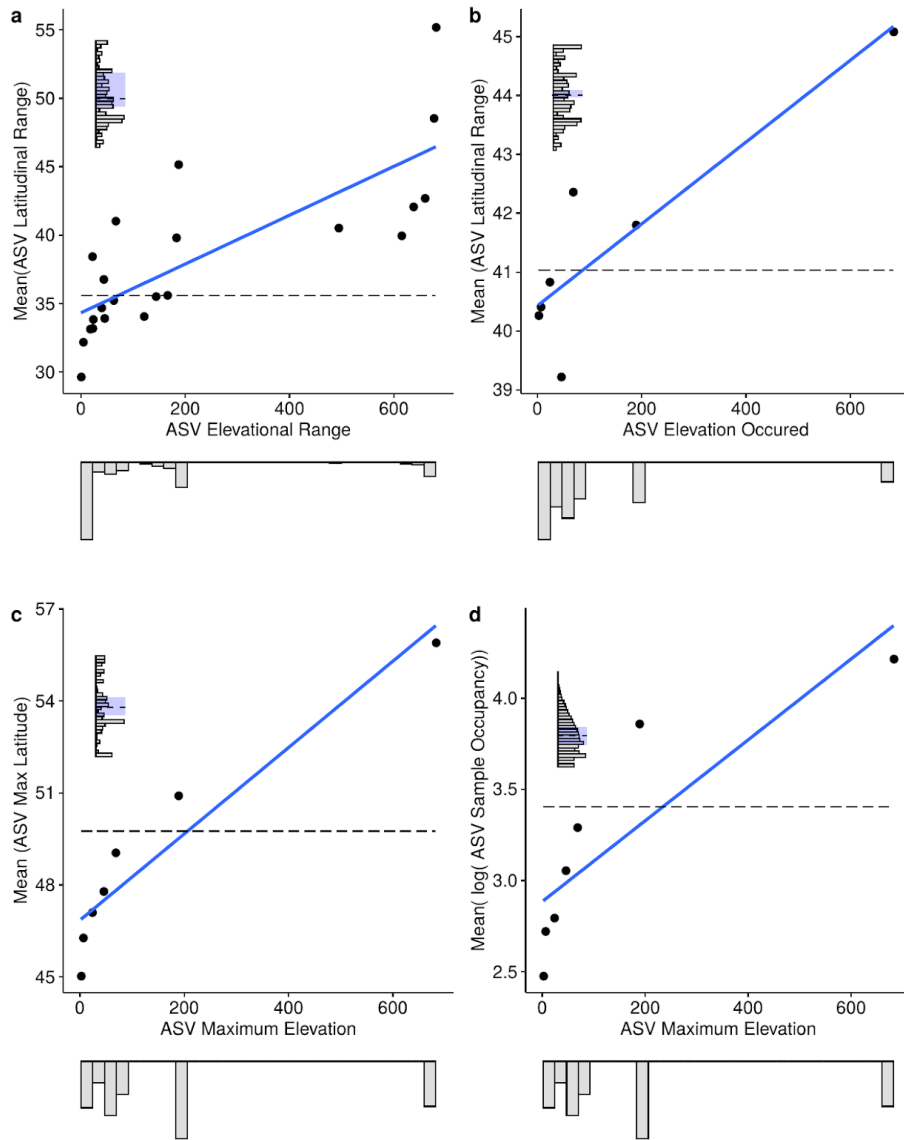 a
55
50
45
40
35
30
Mean(ASV Latitudinal Range)
0 200 400 600
ASV Elevational Range
b
45
44
43
42
41
40
39
Mean (ASV Latitudinal Range)
0 200 400 600
ASV Elevation Occured
c
57
54
51
48
45
Mean (ASV Max Latitude)
0 200 400 600
ASV Maximum Elevation
d
4.0
3.5
3.0
2.5
Mean( log( ASV Sample Occupancy))
0 200 400 600
ASV Maximum Elevation